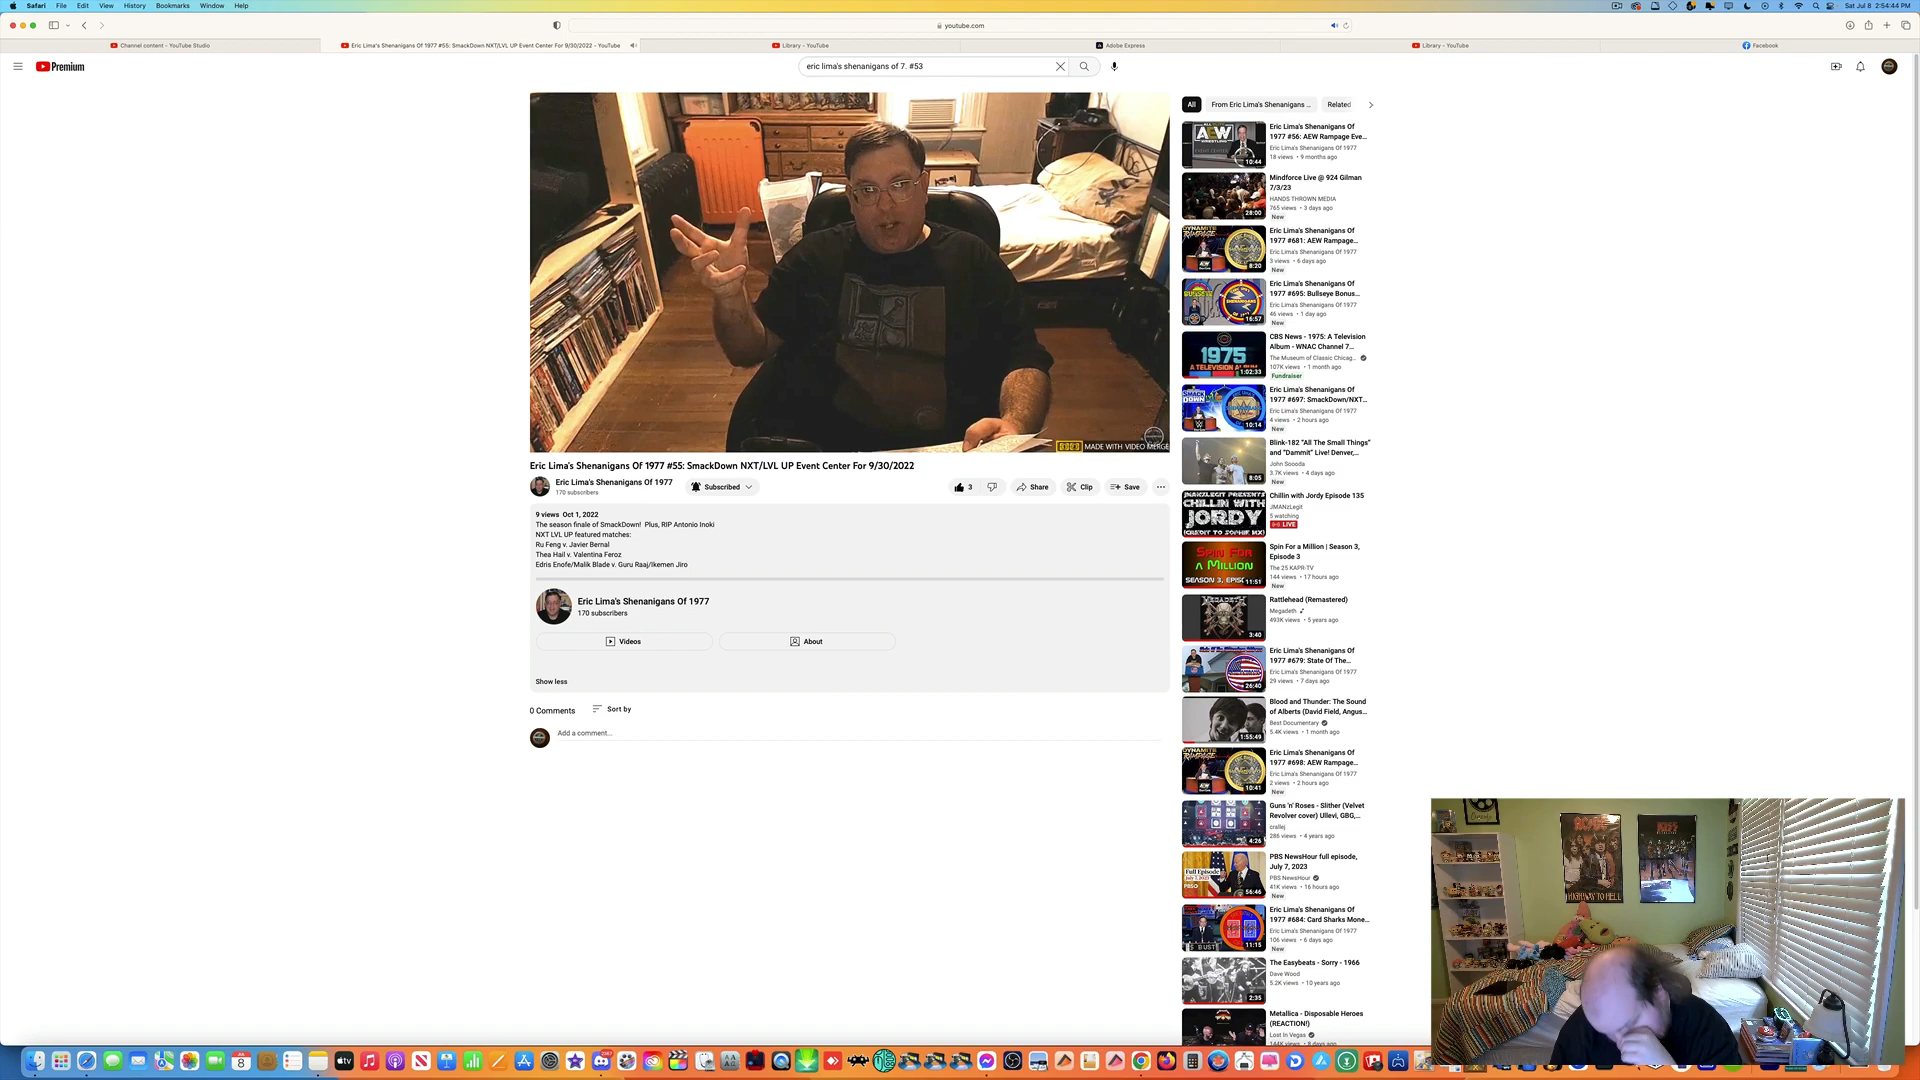 Safari File Edit View History Bookmarks Window Help
Sat Jul 8 2:54:44 PM
youtube.com
Channel content - YouTube Studio
Eric Lima's Shenanigans Of 1977 #55: SmackDown NXT/LVL UP Event Center For 9/30/2022 - YouTube
Library - YouTube
Adobe Express
Library - YouTube
Facebook
Premium
eric lima's shenanigans of 7. #53
MADE WITH VIDEO MERGE
Eric Lima's Shenanigans Of 1977 #55: SmackDown NXT/LVL UP Event Center For 9/30/2022
Eric Lima's Shenanigans Of 1977
170 subscribers
Subscribed
3
Share
Clip
Save
9 views Oct 1, 2022
The season finale of SmackDown! Plus, RIP Antonio Inoki
NXT LVL UP featured matches:
Ru Feng v. Javier Bernal
Thea Hail v. Valentina Feroz
Edris Enofe/Malik Blade v. Guru Raaj/Ikemen Jiro
Eric Lima's Shenanigans Of 1977
170 subscribers
Videos
About
Show less
0 Comments
Sort by
Add a comment...
All
From Eric Lima's Shenanigans ...
Related
AEW
10:44
Eric Lima's Shenanigans Of
1977 #56: AEW Rampage Eve...
Eric Lima's Shenanigans Of 1977
18 views • 9 months ago
28:00
Mindforce Live @ 924 Gilman
7/3/23
HANDS THROWN MEDIA
765 views • 3 days ago
New
8:20
Eric Lima's Shenanigans Of
1977 #681: AEW Rampage...
Eric Lima's Shenanigans Of 1977
3 views • 6 days ago
New
16:57
Eric Lima's Shenanigans Of
1977 #695: Bullseye Bonus...
Eric Lima's Shenanigans Of 1977
46 views • 1 day ago
New
1975
A TELEVISION ALBUM
1:02:33
CBS News - 1975: A Television
Album - WNAC Channel 7...
The Museum of Classic Chicag...
107K views • 1 month ago
Fundraiser
10:14
Eric Lima's Shenanigans Of
1977 #697: SmackDown/NXT...
Eric Lima's Shenanigans Of 1977
4 views • 2 hours ago
New
8:05
Blink-182 "All The Small Things"
and "Dammit" Live! Denver,...
John Soooda
3.7K views • 4 days ago
New
JMANZLEGIT PRESENTS
CHILLIN WITH
JORDY
(CREDIT TO SOPHIE MX)
Chillin with Jordy Episode 135
JMANzLegit
5 watching
LIVE
SPIN FOR
A MILLION
SEASON 3, EPISO
11:51
Spin For a Million | Season 3,
Episode 3
The 25 KAPR-TV
144 views • 17 hours ago
New
MEGADETH
3:40
Rattlehead (Remastered)
Megadeth
493K views • 5 years ago
26:40
Eric Lima's Shenanigans Of
1977 #679: State Of The...
Eric Lima's Shenanigans Of 1977
29 views • 7 days ago
1:55:49
Blood and Thunder: The Sound
of Alberts (David Field, Angus...
Best Documentary
5.4K views • 1 month ago
10:41
Eric Lima's Shenanigans Of
1977 #698: AEW Rampage...
Eric Lima's Shenanigans Of 1977
2 views • 2 hours ago
New
4:26
Guns 'n' Roses - Slither (Velvet
Revolver cover) Ullevi, GBG,...
crallej
286 views • 4 years ago
Full Episode
56:46
PBS NewsHour full episode,
July 7, 2023
PBS NewsHour
41K views • 16 hours ago
New
$ BUST
11:15
Eric Lima's Shenanigans Of
1977 #684: Card Sharks Mone...
Eric Lima's Shenanigans Of 1977
106 views • 6 days ago
New
2:35
The Easybeats - Sorry - 1966
Dave Wood
5.2K views • 10 years ago
Metallica - Disposable Heroes
(REACTION!)
Lost In Vegas
AC/DC
HIGHWAY TO HELL
KISS